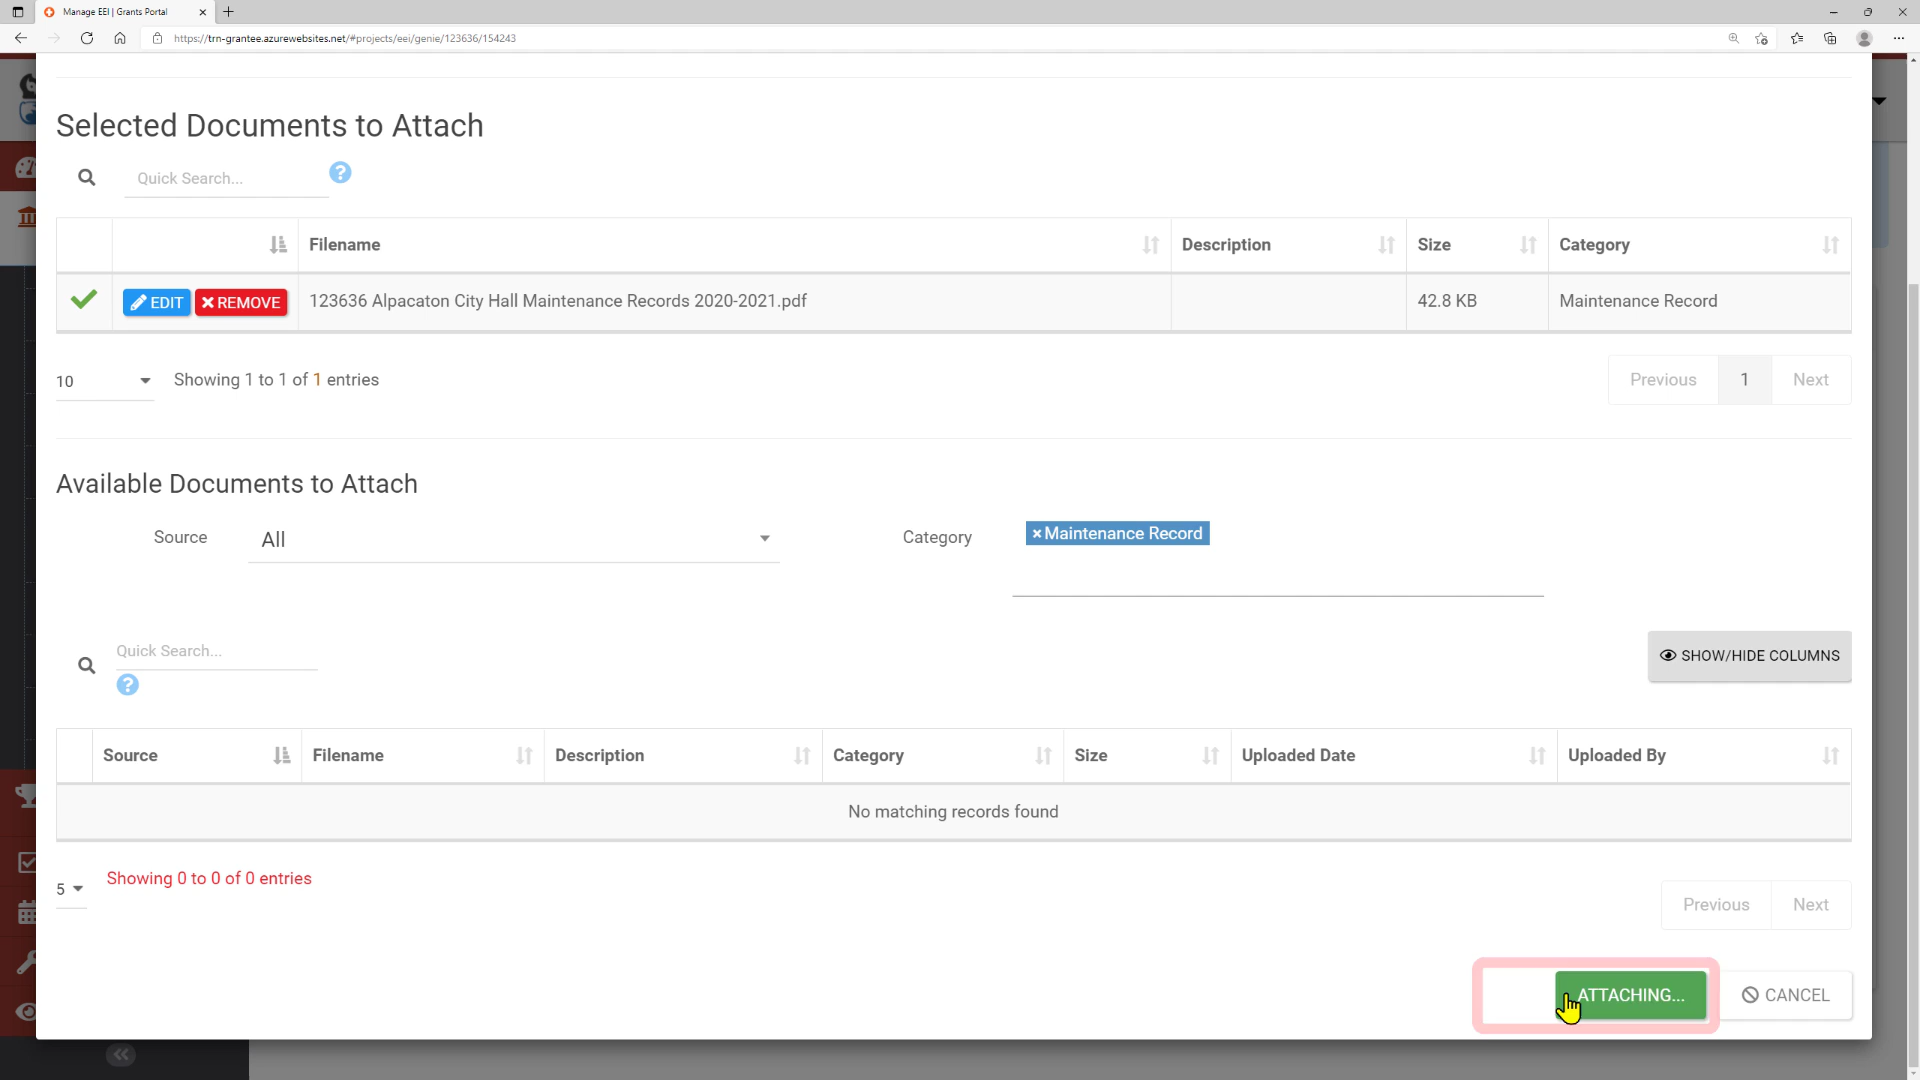 Manage EEI | Grants Portal
https://trn-grantee.azurewebsites.net/#projects/eei/genie/123636/154243
Selected Documents to Attach
Quick Search...
Filename Description Size Category
EDIT REMOVE 123636 Alpacaton City Hall Maintenance Records 2020-2021.pdf 42.8 KB Maintenance Record
10 Showing 1 to 1 of 1 entries Previous 1 Next
Available Documents to Attach
Source All Category ×Maintenance Record
Quick Search...
SHOW/HIDE COLUMNS
Source Filename Description Category Size Uploaded Date Uploaded By
No matching records found
5 Showing 0 to 0 of 0 entries
Previous Next
ATTACHING... CANCEL